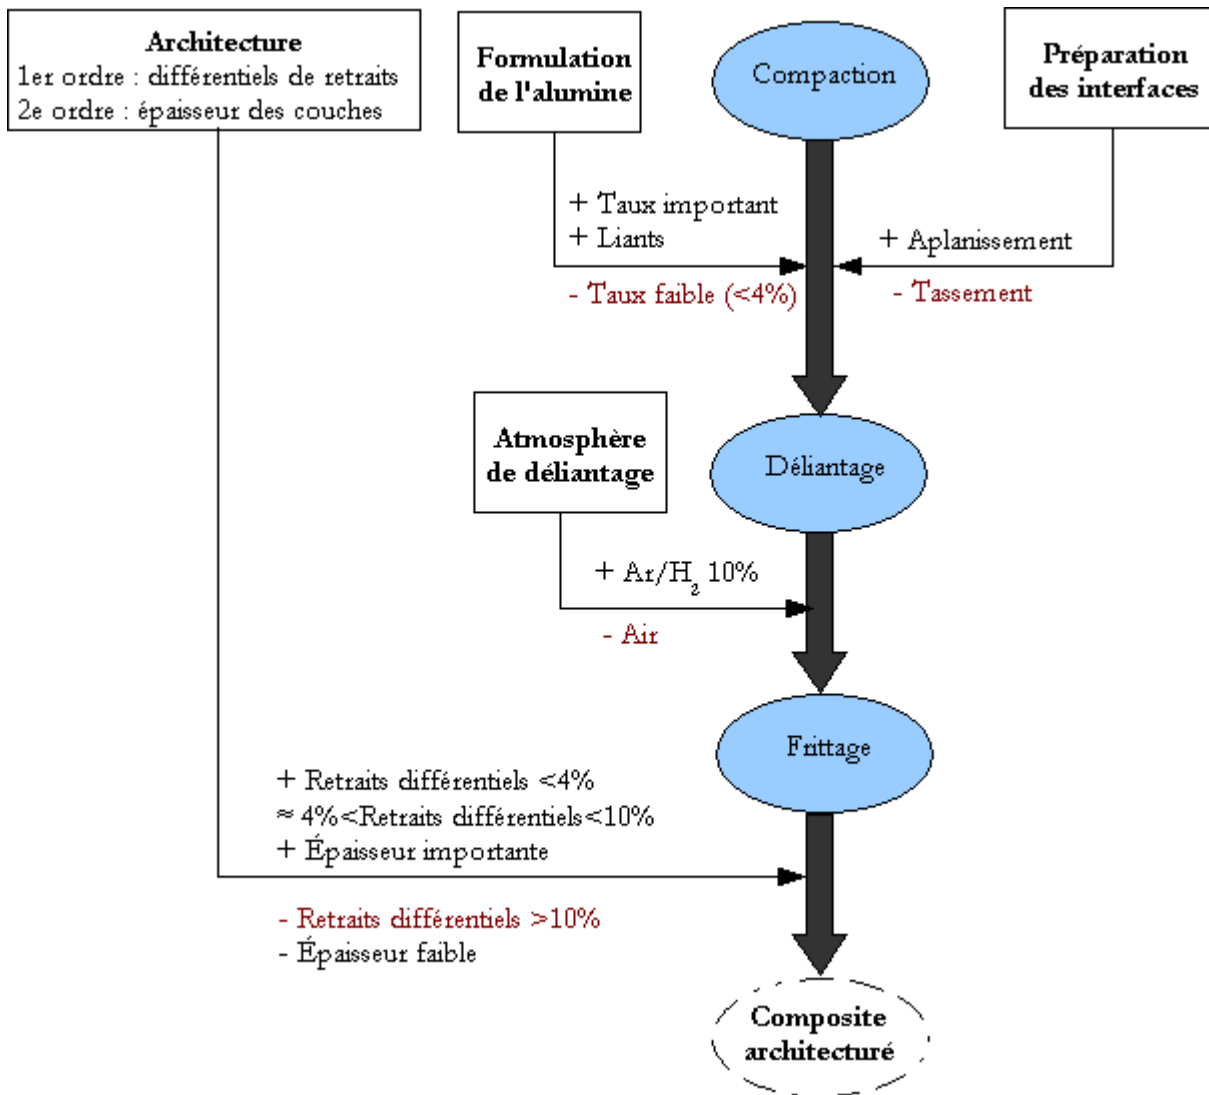 Architecture
1er ordre : différentiels de retraits
2e ordre : épaisseur des couches
Formulation
de l'alumine
Compaction
Préparation
des interfaces
+ Taux important
+ Liants
- Taux faible (<4%)
+ Aplanissement
- Tassement
Atmosphère
de déliantage
Déliantage
+ Ar/H₂ 10%
- Air
Frittage
+ Retraits différentiels <4%
≈ 4%<Retraits différentiels<10%
+ Épaisseur importante
- Retraits différentiels >10%
- Épaisseur faible
Composite
architecturé